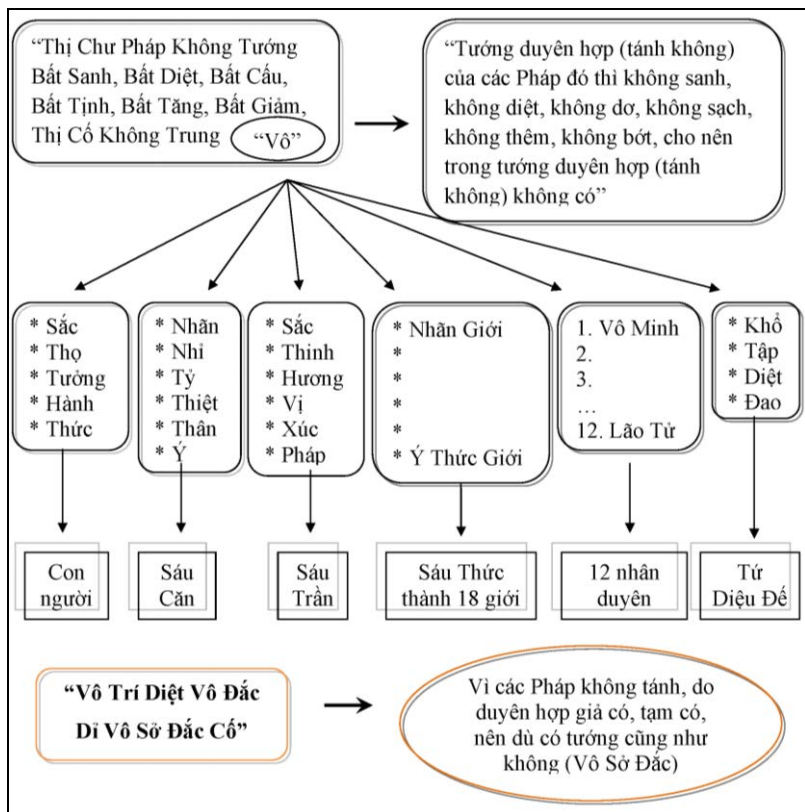 “Thị Chư Pháp Không Tướng
Bất Sanh, Bất Diệt, Bất Cấu,
Bất Tịnh, Bất Tăng, Bất Giảm,
Thị Cố Không Trung “Vô”
“Tướng duyên hợp (tánh không)
của các Pháp đó thì không sanh,
không diệt, không dơ, không sạch,
không thêm, không bớt, cho nên
trong tướng duyên hợp (tánh
không) không có”
* Sắc
* Thọ
* Tưởng
* Hành
* Thức
* Nhãn
* Nhỉ
* Tỷ
* Thiệt
* Thân
* Ý
* Sắc
* Thinh
* Hương
* Vị
* Xúc
* Pháp
* Nhãn Giới
*
*
*
*
* Ý Thức Giới
1. Vô Minh
2.
3.
…
12. Lão Tử
* Khổ
* Tập
* Diệt
* Đao
Con
người
Sáu
Căn
Sáu
Trần
Sáu Thức
thành 18 giới
12 nhân
duyên
Tứ
Diệu Đế
“Vô Trí Diệt Vô Đắc
Dỉ Vô Sở Đắc Cố”
Vì các Pháp không tánh, do
duyên hợp giả có, tạm có,
nên dù có tướng cũng như
không (Vô Sở Đắc)